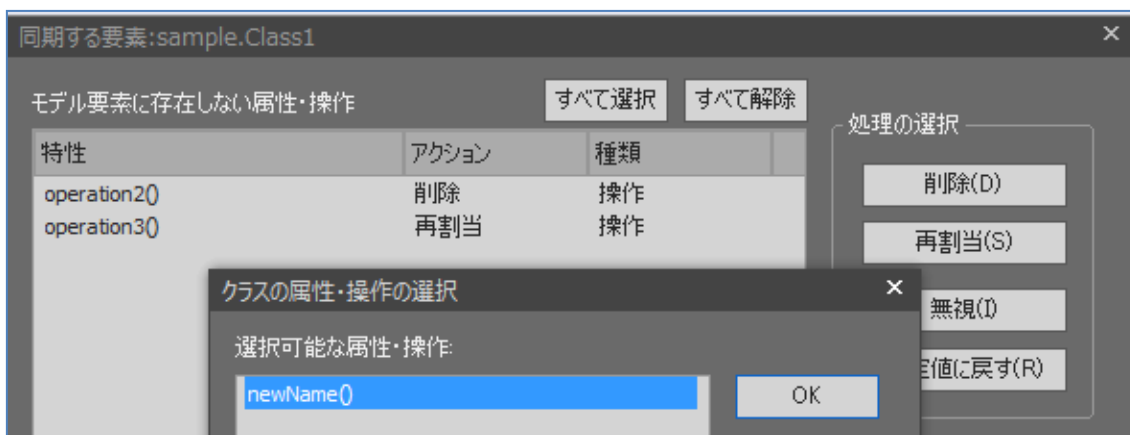 同期する要素:sample.Class1
モデル要素に存在しない属性・操作
すべて選択 すべて解除
特性 アクション 種類
operation2() 削除 操作
operation3() 再割当 操作
処理の選択
削除(D)
再割当(S)
無視(I)
値に戻す(R)
クラスの属性・操作の選択
選択可能な属性・操作:
newName()
OK